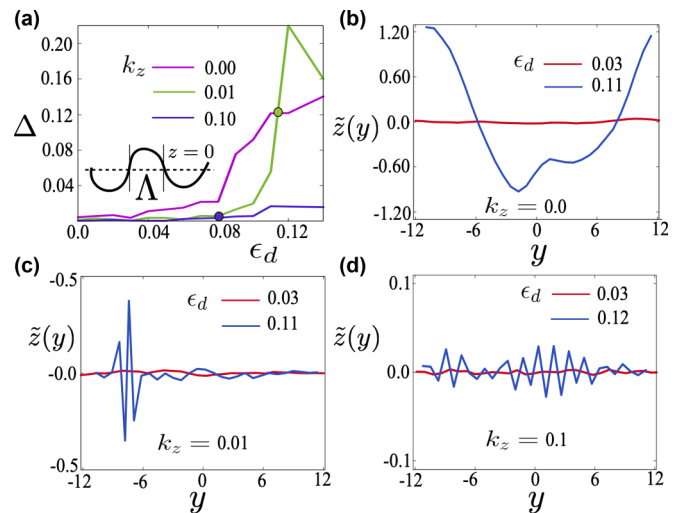 (a)
0.20
0.12
0.04
Δ
k_z 0.00
0.01
0.10
z = 0
Λ
0.0 0.04 0.08 0.12
ϵ_d
(b)
1.20
0.60
0.0
-0.60
-1.20
z̃(y)
ϵ_d 0.03
0.11
k_z = 0.0
-12 -6 0 6 12
y
(c)
-0.5
-0.0
-0.5
z̃(y)
ϵ_d 0.03
0.11
k_z = 0.01
-12 -6 0 6 12
y
(d)
0.1
0.0
-0.1
z̃(y)
ϵ_d 0.03
0.12
k_z = 0.1
-12 -6 0 6 12
y